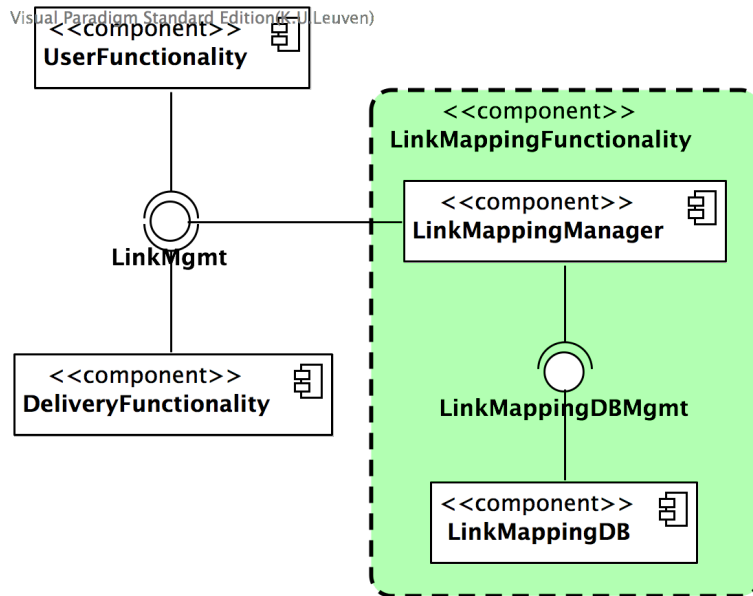 Visual Paradigm Standard Edition(K.U.Leuven)
<<component>>
UserFunctionality
<<component>>
LinkMappingFunctionality
<<component>>
LinkMappingManager
LinkMgmt
<<component>>
DeliveryFunctionality
LinkMappingDBMgmt
<<component>>
LinkMappingDB